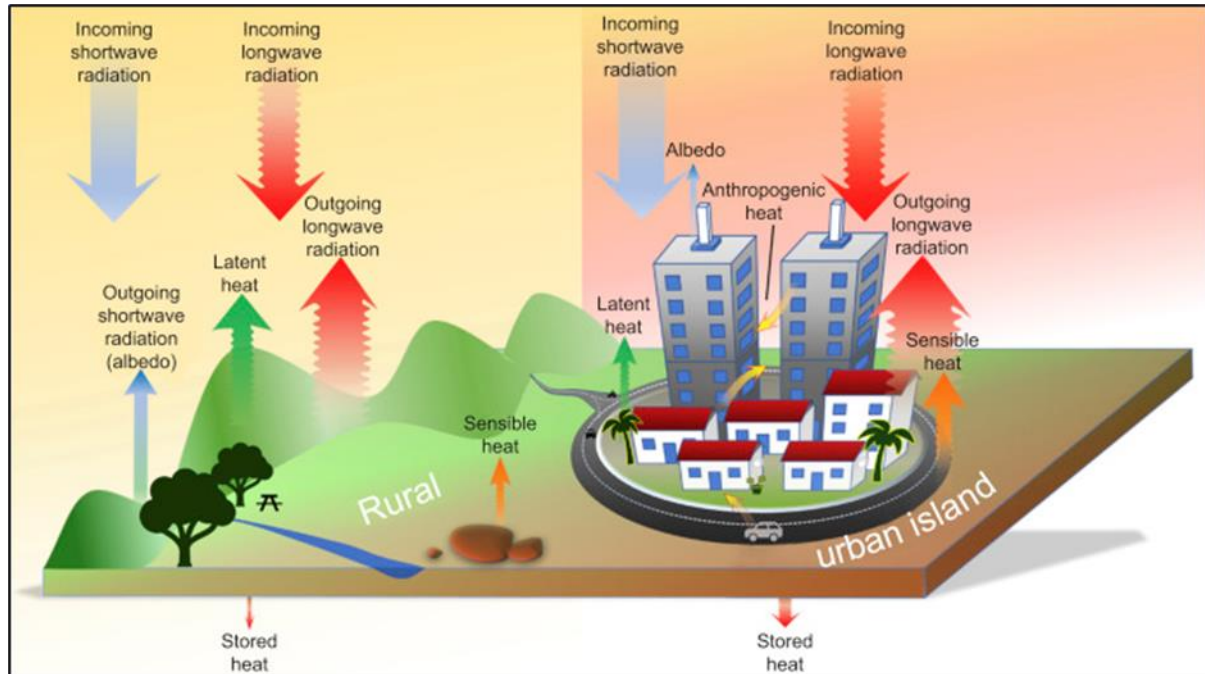 Incoming
shortwave
radiation
Incoming
longwave
radiation
Incoming
shortwave
radiation
Incoming
longwave
radiation
Albedo
Anthropogenic
heat
Outgoing
longwave
radiation
Outgoing
longwave
radiation
Latent
heat
Outgoing
shortwave
radiation
(albedo)
Latent
heat
Sensible
heat
Sensible
heat
Rural
urban island
Stored
heat
Stored
heat